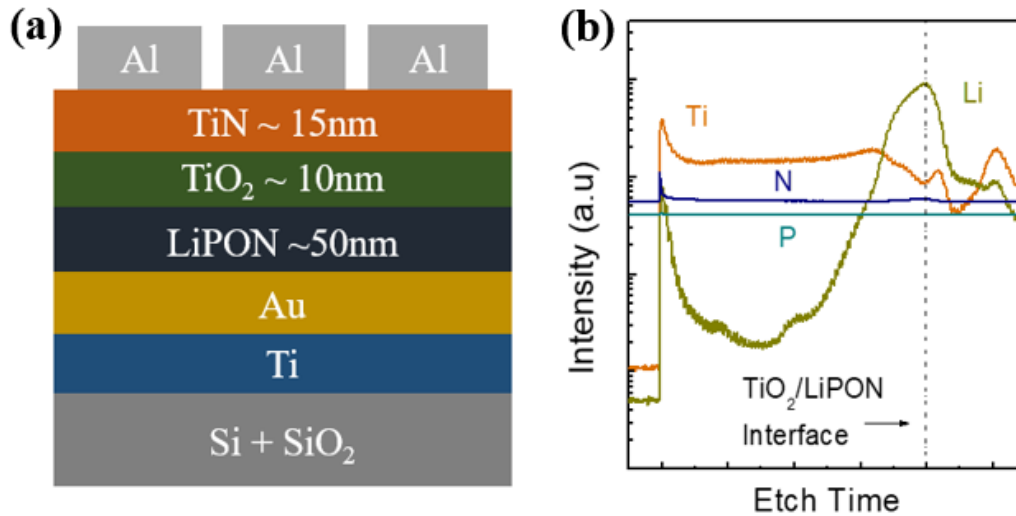 (a)
Al Al Al
TiN ~ 15nm
TiO₂ ~ 10nm
LiPON ~50nm
Au
Ti
Si + SiO₂
(b)
Intensity (a.u)
Ti
Li
N
P
TiO₂/LiPON
Interface
Etch Time